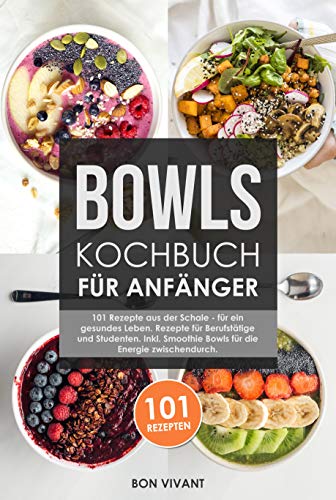 BOWLS
KOCHBUCH
FÜR ANFÄNGER
101 Rezepte aus der Schale - für ein
gesundes Leben. Rezepte für Berufstätige
und Studenten. Inkl. Smoothie Bowls für die
Energie zwischendurch.
101
REZEPTEN
BON VIVANT